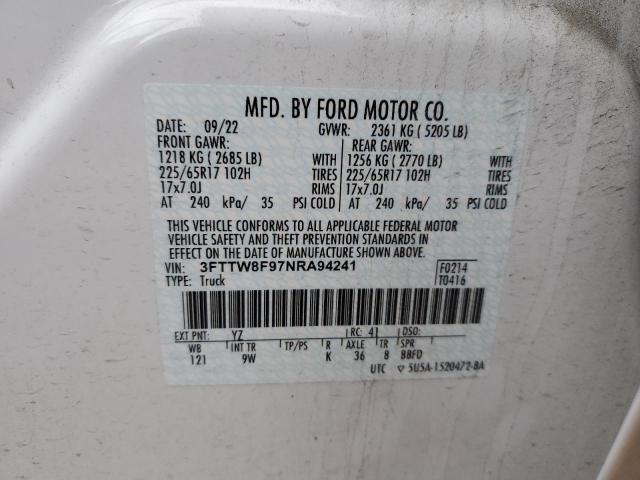 MFD. BY FORD MOTOR CO.
DATE: 09/22 GVWR: 2361 KG ( 5205 LB)
FRONT GAWR: REAR GAWR:
1218 KG ( 2685 LB) WITH 1256 KG ( 2770 LB) WITH
225/65R17 102H TIRES 225/65R17 102H TIRES
17x7.0J RIMS 17x7.0J RIMS
AT 240 kPa/ 35 PSI COLD AT 240 kPa/ 35 PSI COLD
THIS VEHICLE CONFORMS TO ALL APPLICABLE FEDERAL MOTOR
VEHICLE SAFETY AND THEFT PREVENTION STANDARDS IN
EFFECT ON THE DATE OF MANUFACTURE SHOWN ABOVE.
VIN: 3FTTW8F97NRA94241 F0214
TYPE: Truck T0416
EXT PNT: YZ RC: 41 DSO:
WB INT TR TP/PS R AXLE TR SPR
121 9W K 36 8 BBFD
UTC ▽ 5U5A-1520472-BA